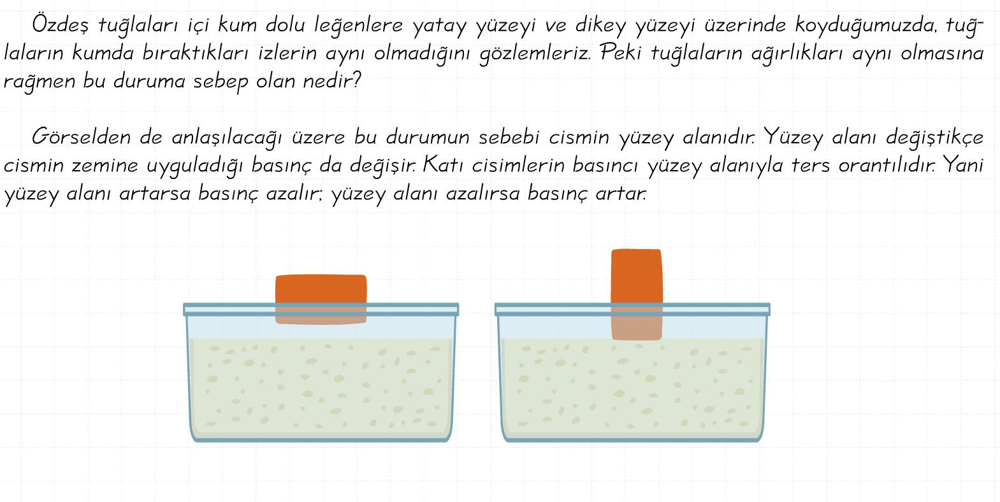 Özdeş tuğlaları içi kum dolu leğenlere yatay yüzeyi ve dikey yüzeyi üzerinde koyduğumuzda, tuğ-
laların kumda bıraktıkları izlerin aynı olmadığını gözlemleriz. Peki tuğlaların ağırlıkları aynı olmasına
rağmen bu duruma sebep olan nedir?
Görselden de anlaşılacağı üzere bu durumun sebebi cismin yüzey alanıdır. Yüzey alanı değiştikçe
cismin zemine uyguladığı basınç da değişir. Katı cisimlerin basıncı yüzey alanıyla ters orantılıdır. Yani
yüzey alanı artarsa basınç azalır; yüzey alanı azalırsa basınç artar.